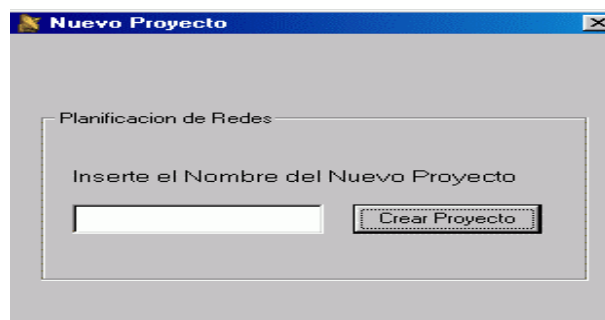 Nuevo Proyecto
Planificacion de Redes
Inserte el Nombre del Nuevo Proyecto
Crear Proyecto